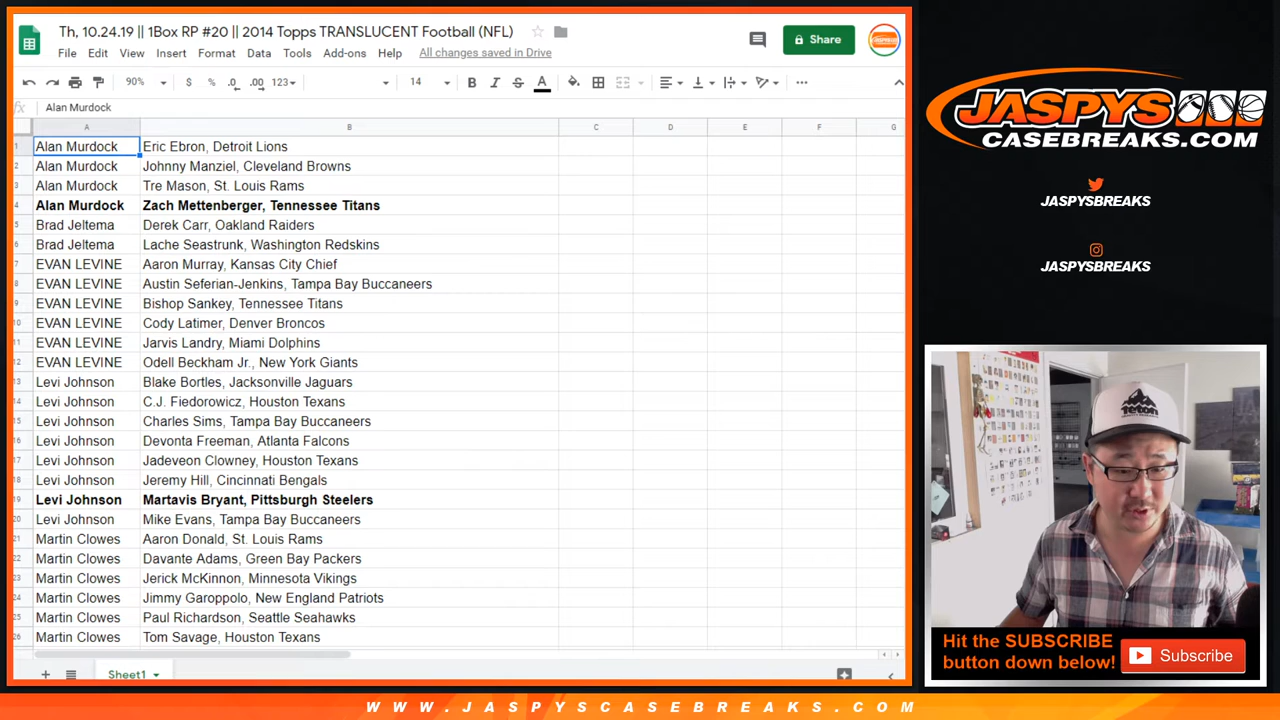 Th, 10.24.19 || 1Box RP #20 || 2014 Topps TRANSLUCENT Football (NFL)
File Edit View Insert Format Data Tools Add-ons Help All changes saved in Drive
Share
90% $ % .0 .00 123 14 B I S A
fx Alan Murdock
A B C D E F G
1 Alan Murdock Eric Ebron, Detroit Lions
2 Alan Murdock Johnny Manziel, Cleveland Browns
3 Alan Murdock Tre Mason, St. Louis Rams
4 Alan Murdock Zach Mettenberger, Tennessee Titans
5 Brad Jeltema Derek Carr, Oakland Raiders
6 Brad Jeltema Lache Seastrunk, Washington Redskins
7 EVAN LEVINE Aaron Murray, Kansas City Chief
8 EVAN LEVINE Austin Seferian-Jenkins, Tampa Bay Buccaneers
9 EVAN LEVINE Bishop Sankey, Tennessee Titans
10 EVAN LEVINE Cody Latimer, Denver Broncos
11 EVAN LEVINE Jarvis Landry, Miami Dolphins
12 EVAN LEVINE Odell Beckham Jr., New York Giants
13 Levi Johnson Blake Bortles, Jacksonville Jaguars
14 Levi Johnson C.J. Fiedorowicz, Houston Texans
15 Levi Johnson Charles Sims, Tampa Bay Buccaneers
16 Levi Johnson Devonta Freeman, Atlanta Falcons
17 Levi Johnson Jadeveon Clowney, Houston Texans
18 Levi Johnson Jeremy Hill, Cincinnati Bengals
19 Levi Johnson Martavis Bryant, Pittsburgh Steelers
20 Levi Johnson Mike Evans, Tampa Bay Buccaneers
21 Martin Clowes Aaron Donald, St. Louis Rams
22 Martin Clowes Davante Adams, Green Bay Packers
23 Martin Clowes Jerick McKinnon, Minnesota Vikings
24 Martin Clowes Jimmy Garoppolo, New England Patriots
25 Martin Clowes Paul Richardson, Seattle Seahawks
26 Martin Clowes Tom Savage, Houston Texans
Sheet1
JASPYS
CASEBREAKS.COM
JASPYSBREAKS
JASPYSBREAKS
Teton
Hit the SUBSCRIBE
button down below!
Subscribe
WWW.JASPYSCASEBREAKS.COM